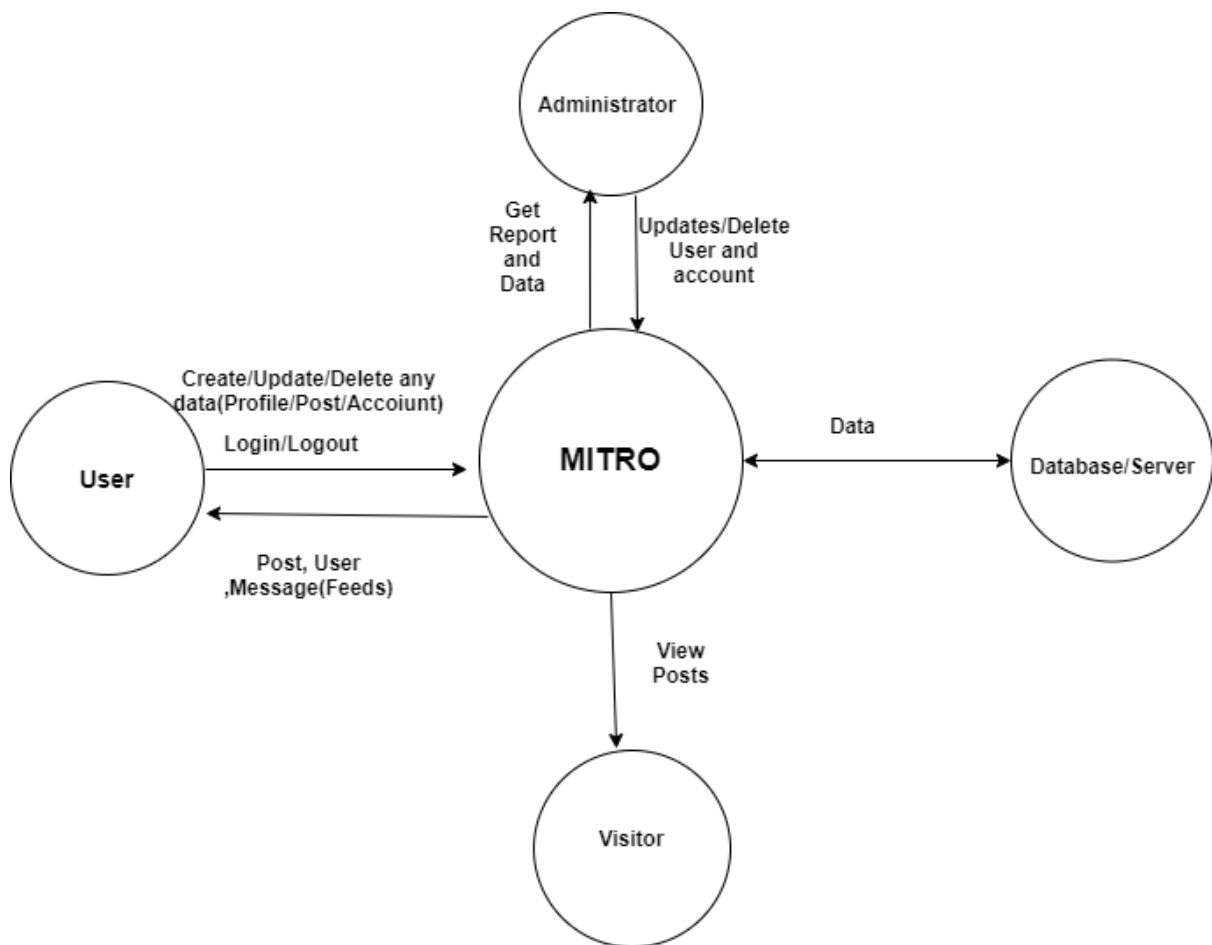 Administrator
Get
Report
and
Data
Updates/Delete
User and
account
Create/Update/Delete any
data(Profile/Post/Accoiunt)
Login/Logout
User
MITRO
Data
Database/Server
Post, User
,Message(Feeds)
View
Posts
Visitor